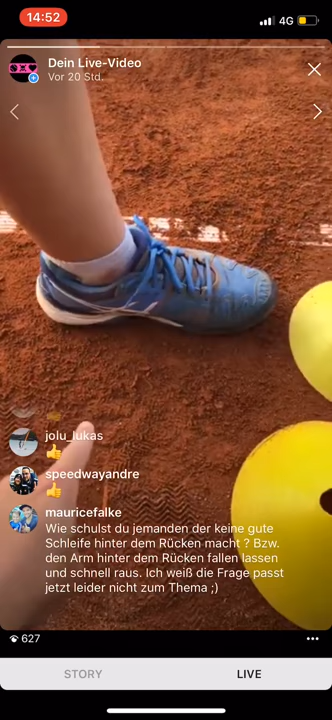 14:52
4G
Dein Live-Video
Vor 20 Std.
jolu_lukas
👍
speedwayandre
👍
mauricefalke
Wie schulst du jemanden der keine gute
Schleife hinter dem Rücken macht ? Bzw.
den Arm hinter dem Rücken fallen lassen
und schnell raus. Ich weiß die Frage passt
jetzt leider nicht zum Thema ;)
627
STORY
LIVE